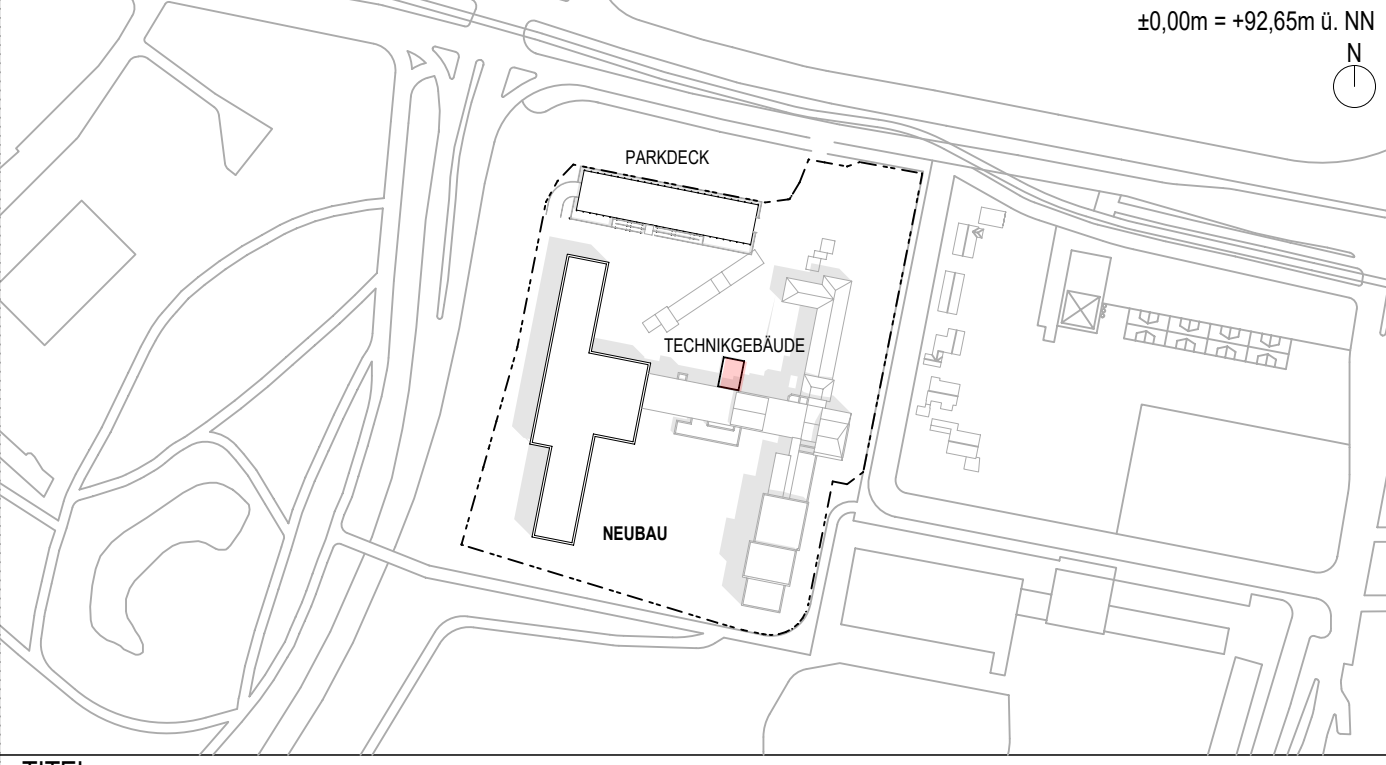 ±0,00m = +92,65m ü. NN
N
PARKDECK
TECHNIKGEBÄUDE
NEUBAU
TITEL